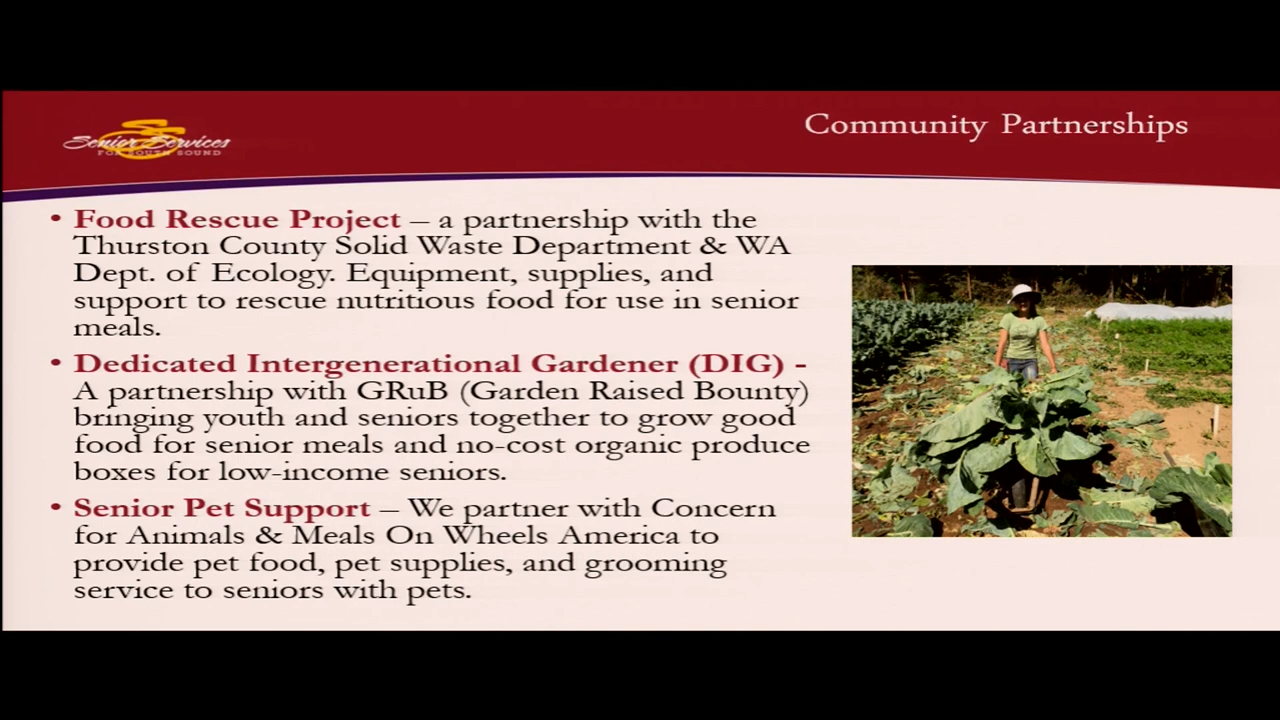 Senior Services
FOR SOUTH SOUND
Community Partnerships
• Food Rescue Project – a partnership with the
Thurston County Solid Waste Department & WA
Dept. of Ecology. Equipment, supplies, and
support to rescue nutritious food for use in senior
meals.
• Dedicated Intergenerational Gardener (DIG) -
A partnership with GRuB (Garden Raised Bounty)
bringing youth and seniors together to grow good
food for senior meals and no-cost organic produce
boxes for low-income seniors.
• Senior Pet Support – We partner with Concern
for Animals & Meals On Wheels America to
provide pet food, pet supplies, and grooming
service to seniors with pets.